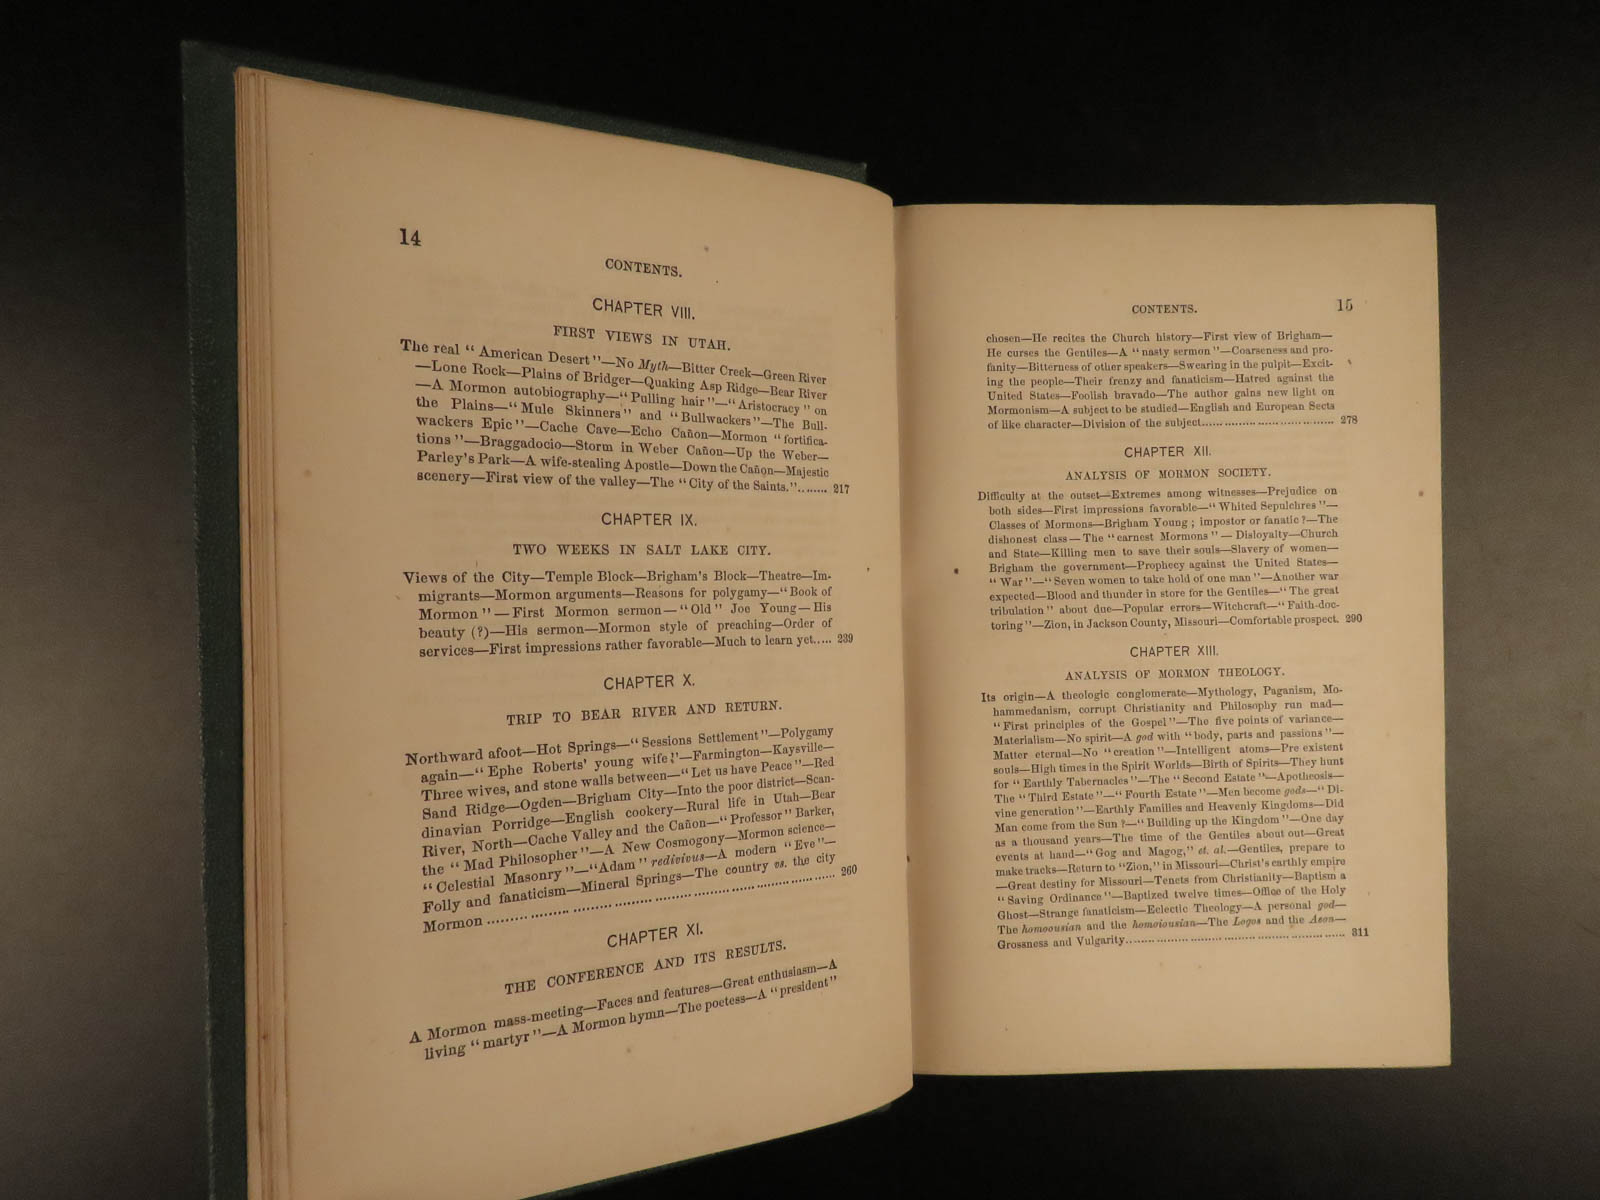 14
CONTENTS.
CHAPTER VIII.
FIRST VIEWS IN UTAH.
The real “American Desert”—No Myth—Bitter Creek—Green River
—Lone Rock—Plains of Bridger—Quaking Asp Ridge—Bear River
—A Mormon autobiography—“Pulling hair”—“Aristocracy” on
the Plains—“Mule Skinners” and “Bullwackers”—The Bull-
wackers Epic”—Cache Cave—Echo Cañon—Mormon “fortifica-
tions”—Braggadocio—Storm in Weber Cañon—Up the Weber—
Parley's Park—A wife-stealing Apostle—Down the Cañon—Majestic
scenery—First view of the valley—The “City of the Saints.”........ 217
CHAPTER IX.
TWO WEEKS IN SALT LAKE CITY.
Views of the City—Temple Block—Brigham's Block—Theatre—Im-
migrants—Mormon arguments—Reasons for polygamy—“Book of
Mormon”—First Mormon sermon—“Old” Joe Young—His
beauty (?)—His sermon—Mormon style of preaching—Order of
services—First impressions rather favorable—Much to learn yet..... 239
CHAPTER X.
TRIP TO BEAR RIVER AND RETURN.
Northward afoot—Hot Springs—“Sessions Settlement”—Polygamy
again—“Ephe Roberts' young wife;”—Farmington—Kaysville—
Three wives, and stone walls between—“Let us have Peace”—Red
Sand Ridge—Ogden—Brigham City—Into the poor district—Scan-
dinavian Porridge—English cookery—Rural life in Utah—Bear
River, North—Cache Valley and the Cañon—“Professor” Barker,
the “Mad Philosopher”—A New Cosmogony—Mormon science—
“Celestial Masonry”—“Adam” redivivus—A modern “Eve”—
Folly and fanaticism—Mineral Springs—The country vs. the city
Mormon........................................................ 260
CHAPTER XI.
THE CONFERENCE AND ITS RESULTS.
A Mormon mass-meeting—Faces and features—Great enthusiasm—A
living “martyr”—A Mormon hymn—The poetess—A “president”
CONTENTS. 15
chosen—He recites the Church history—First view of Brigham—
He curses the Gentiles—A “nasty sermon”—Coarseness and pro-
fanity—Bitterness of other speakers—Swearing in the pulpit—Excit-
ing the people—Their frenzy and fanaticism—Hatred against the
United States—Foolish bravado—The author gains new light on
Mormonism—A subject to be studied—English and European Sects
of like character—Division of the subject.................................... 278
CHAPTER XII.
ANALYSIS OF MORMON SOCIETY.
Difficulty at the outset—Extremes among witnesses—Prejudice on
both sides—First impressions favorable—“Whited Sepulchres”—
Classes of Mormons—Brigham Young; impostor or fanatic?—The
dishonest class—The “earnest Mormons”—Disloyalty—Church
and State—Killing men to save their souls—Slavery of women—
Brigham the government—Prophecy against the United States—
“War”—“Seven women to take hold of one man”—Another war
expected—Blood and thunder in store for the Gentiles—“The great
tribulation” about due—Popular errors—Witchcraft—“Faith-doc-
toring”—Zion, in Jackson County, Missouri—Comfortable prospect. 290
CHAPTER XIII.
ANALYSIS OF MORMON THEOLOGY.
Its origin—A theologic conglomerate—Mythology, Paganism, Mo-
hammedanism, corrupt Christianity and Philosophy run mad—
“First principles of the Gospel”—The five points of variance—
Materialism—No spirit—A god with “body, parts and passions”—
Matter eternal—No “creation”—Intelligent atoms—Pre existent
souls—High times in the Spirit Worlds—Birth of Spirits—They hunt
for “Earthly Tabernacles”—The “Second Estate”—Apotheosis—
The “Third Estate”—“Fourth Estate”—Men become gods—“Di-
vine generation”—Earthly Families and Heavenly Kingdoms—Did
Man come from the Sun?—“Building up the Kingdom”—One day
as a thousand years—The time of the Gentiles about out—Great
events at hand—“Gog and Magog,” et. al.—Gentiles, prepare to
make tracks—Return to “Zion,” in Missouri—Christ's earthly empire
—Great destiny for Missouri—Tenets from Christianity—Baptism a
“Saving Ordinance”—Baptized twelve times—Office of the Holy
Ghost—Strange fanaticism—Eclectic Theology—A personal god—
The homoousian and the homoiousian—The Logos and the Aeon—
Grossness and Vulgarity........................................................ 311